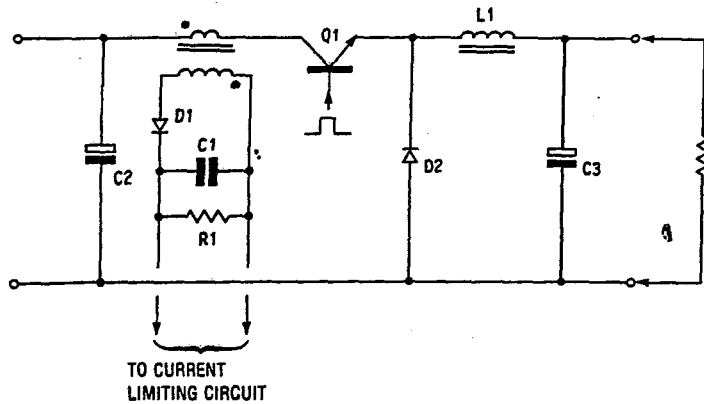 Q1
L1
D1
C1
C2
D2
C3
R1
TO CURRENT
LIMITING CIRCUIT